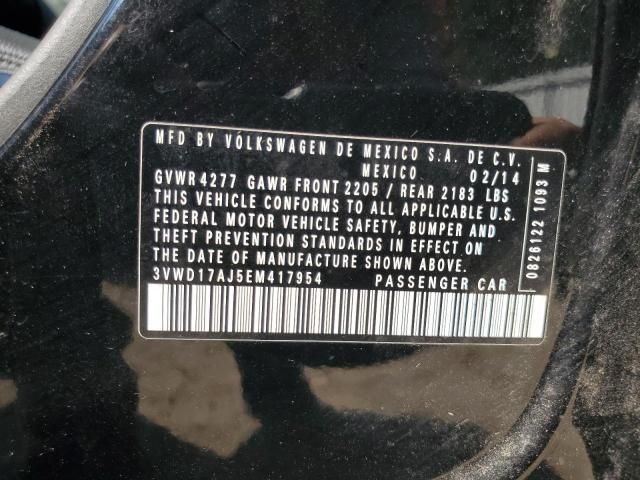 MFD BY VOLKSWAGEN DE MEXICO S.A. DE C.V.
MEXICO 02/14
GVWR 4277 GAWR FRONT 2205 / REAR 2183 LBS
THIS VEHICLE CONFORMS TO ALL APPLICABLE U.S.
FEDERAL MOTOR VEHICLE SAFETY, BUMPER AND
THEFT PREVENTION STANDARDS IN EFFECT ON
THE DATE OF MANUFACTURE SHOWN ABOVE.
3VWD17AJ5EM417954 PASSENGER CAR
0826122 1093 M